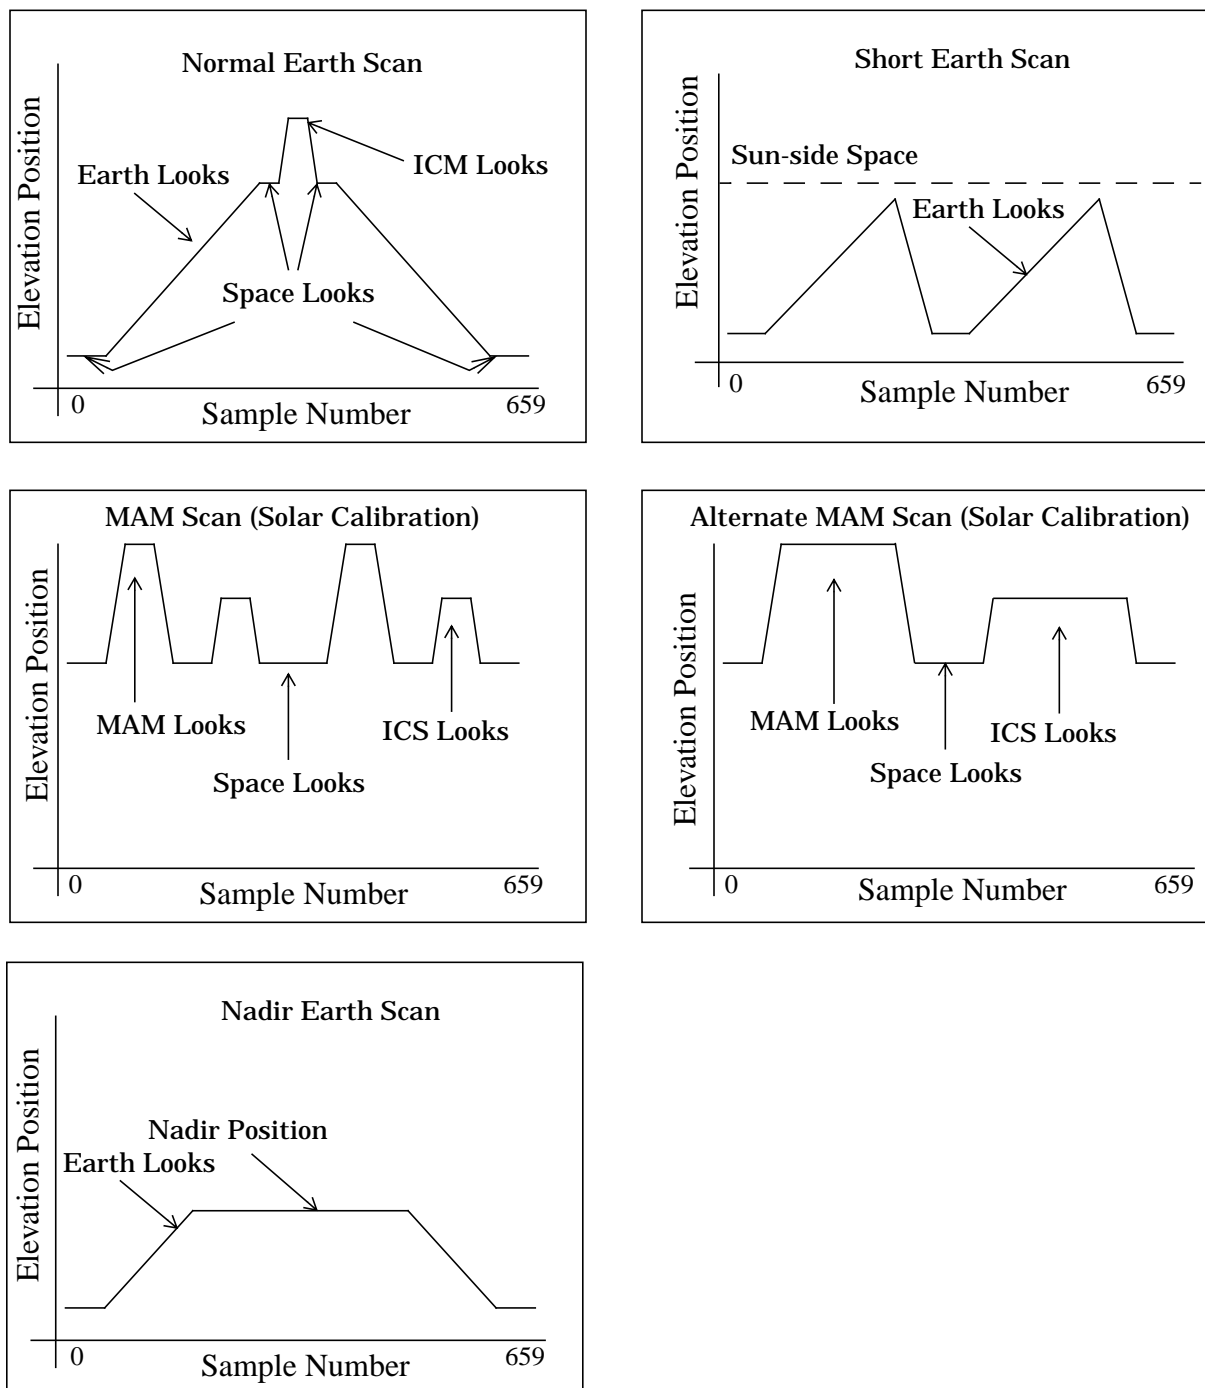 Normal Earth Scan
Elevation Position
Earth Looks
ICM Looks
Space Looks
0
659
Sample Number
Short Earth Scan
Elevation Position
Sun-side Space
Earth Looks
0
659
Sample Number
MAM Scan (Solar Calibration)
Elevation Position
MAM Looks
ICS Looks
Space Looks
0
659
Sample Number
Alternate MAM Scan (Solar Calibration)
Elevation Position
MAM Looks
ICS Looks
Space Looks
0
659
Sample Number
Nadir Earth Scan
Elevation Position
Nadir Position
Earth Looks
0
659
Sample Number